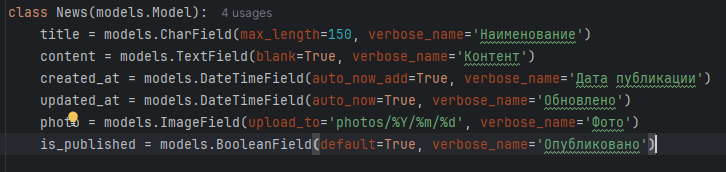 class News(models.Model): 4 usages
    title = models.CharField(max_length=150, verbose_name='Наименование')
    content = models.TextField(blank=True, verbose_name='Контент')
    created_at = models.DateTimeField(auto_now_add=True, verbose_name='Дата публикации')
    updated_at = models.DateTimeField(auto_now=True, verbose_name='Обновлено')
    photo = models.ImageField(upload_to='photos/%Y/%m/%d', verbose_name='Фото')
    is_published = models.BooleanField(default=True, verbose_name='Опубликовано')